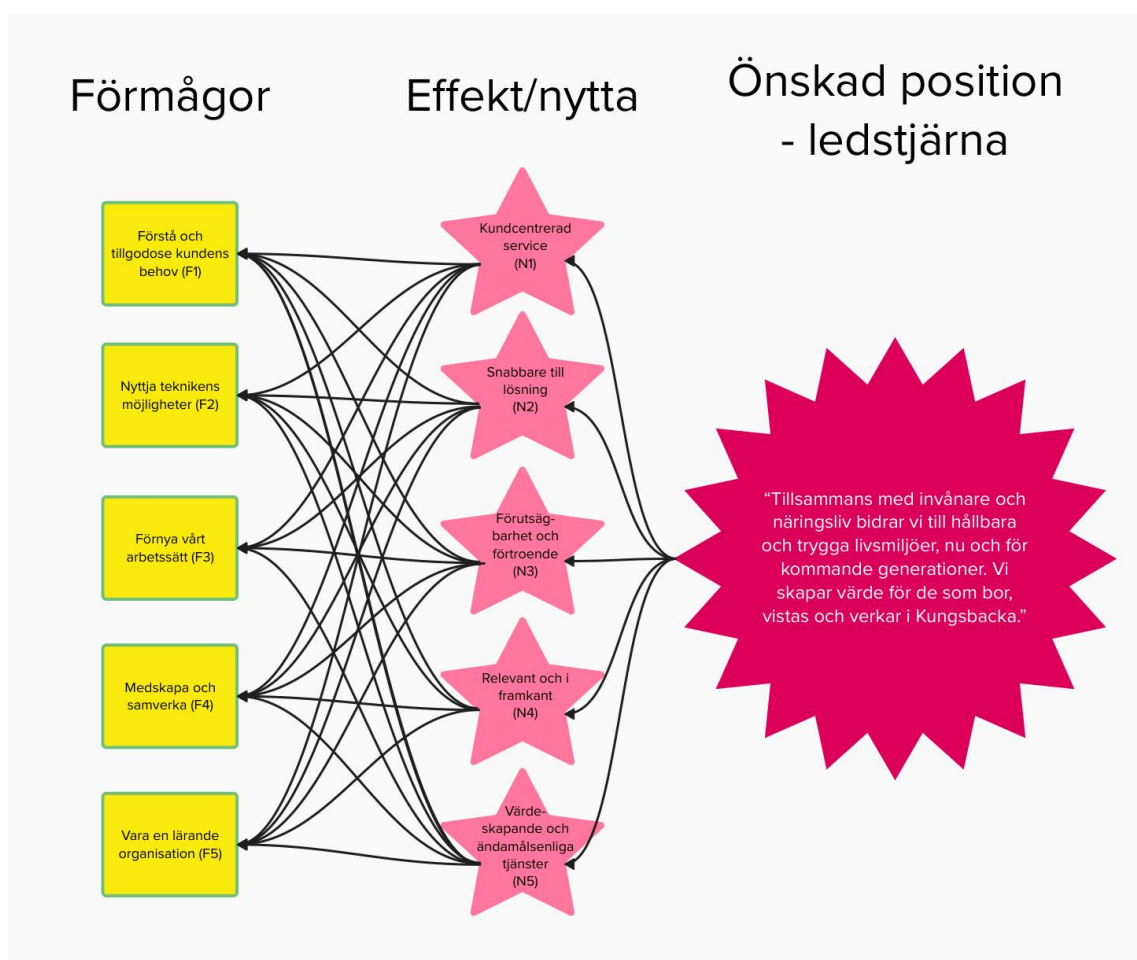 Förmågor
Effekt/nytta
Önskad position
- ledstjärna
Förstå och
tillgodose kundens
behov (F1)
Nyttja teknikens
möjligheter (F2)
Förnya vårt
arbetssätt (F3)
Medskapa och
samverka (F4)
Vara en lärande
organisation (F5)
Kundcentrerad
service
(N1)
Snabbare till
lösning
(N2)
Förutsäg-
barhet och
förtroende
(N3)
Relevant och i
framkant
(N4)
Värde-
skapande och
ändamålsenliga
tjänster
(N5)
“Tillsammans med invånare och
näringsliv bidrar vi till hållbara
och trygga livsmiljöer, nu och för
kommande generationer. Vi
skapar värde för de som bor,
vistas och verkar i Kungsbacka.”